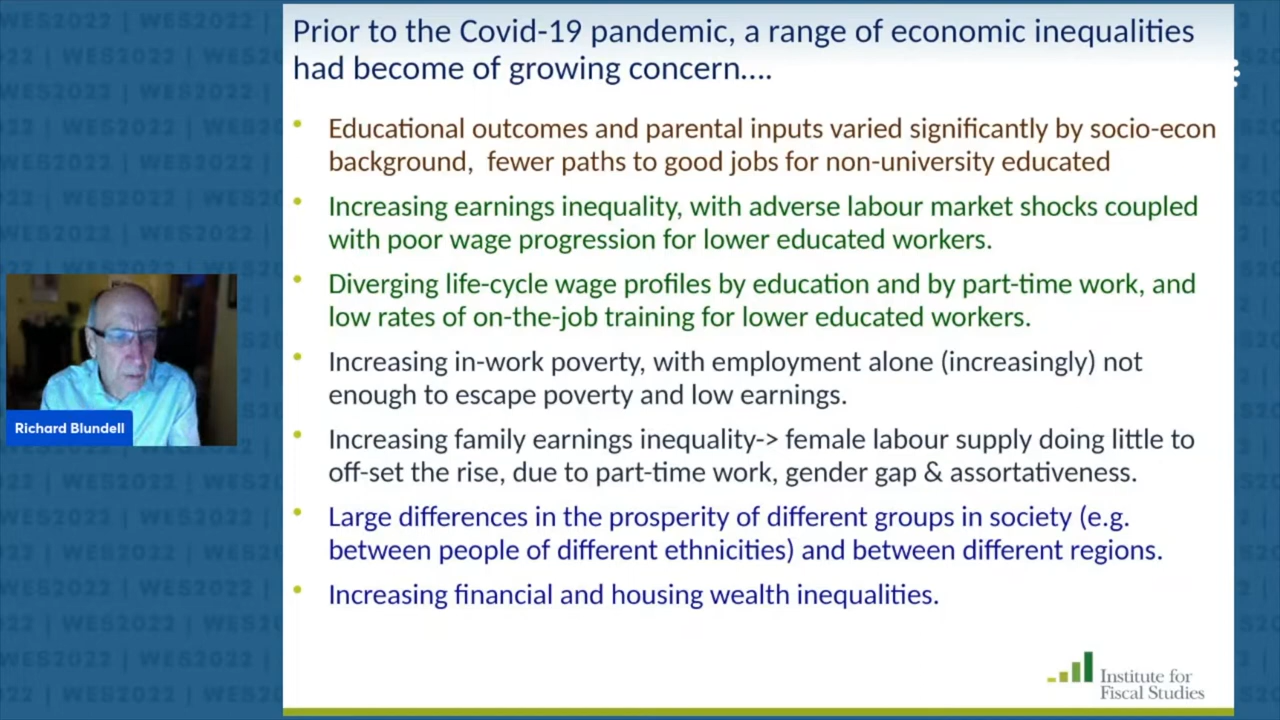 Prior to the Covid-19 pandemic, a range of economic inequalities
had become of growing concern....
Educational outcomes and parental inputs varied significantly by socio-econ
background, fewer paths to good jobs for non-university educated
Increasing earnings inequality, with adverse labour market shocks coupled
with poor wage progression for lower educated workers.
Diverging life-cycle wage profiles by education and by part-time work, and
low rates of on-the-job training for lower educated workers.
Increasing in-work poverty, with employment alone (increasingly) not
enough to escape poverty and low earnings.
Increasing family earnings inequality-> female labour supply doing little to
off-set the rise, due to part-time work, gender gap & assortativeness.
Large differences in the prosperity of different groups in society (e.g.
between people of different ethnicities) and between different regions.
Increasing financial and housing wealth inequalities.
Richard Blundell
Institute for
Fiscal Studies
WES2022 | WES2022 |